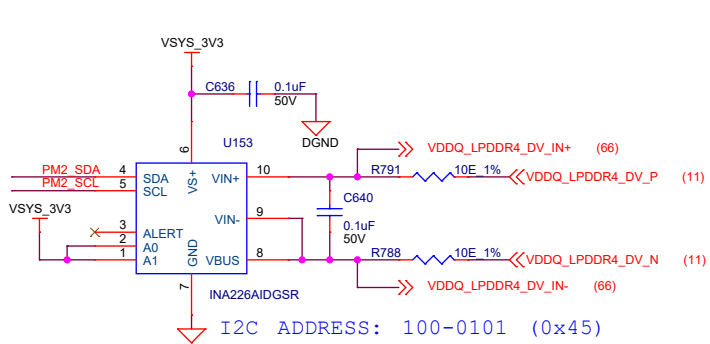 VSYS_3V3
C636 0.1uF
50V
DGND
U153
6
VS+
VDDQ_LPDDR4_DV_IN+ (66)
PM2_SDA 4 SDA VIN+ 10 R791 10E_1% VDDQ_LPDDR4_DV_P (11)
PM2_SCL 5 SCL
C640
0.1uF
50V
VSYS_3V3
VIN- 9
3 ALERT
2 A0
1 A1
GND
VBUS 8 R788 10E_1% VDDQ_LPDDR4_DV_N (11)
7
INA226AIDGSR
VDDQ_LPDDR4_DV_IN- (66)
I2C ADDRESS: 100-0101 (0x45)